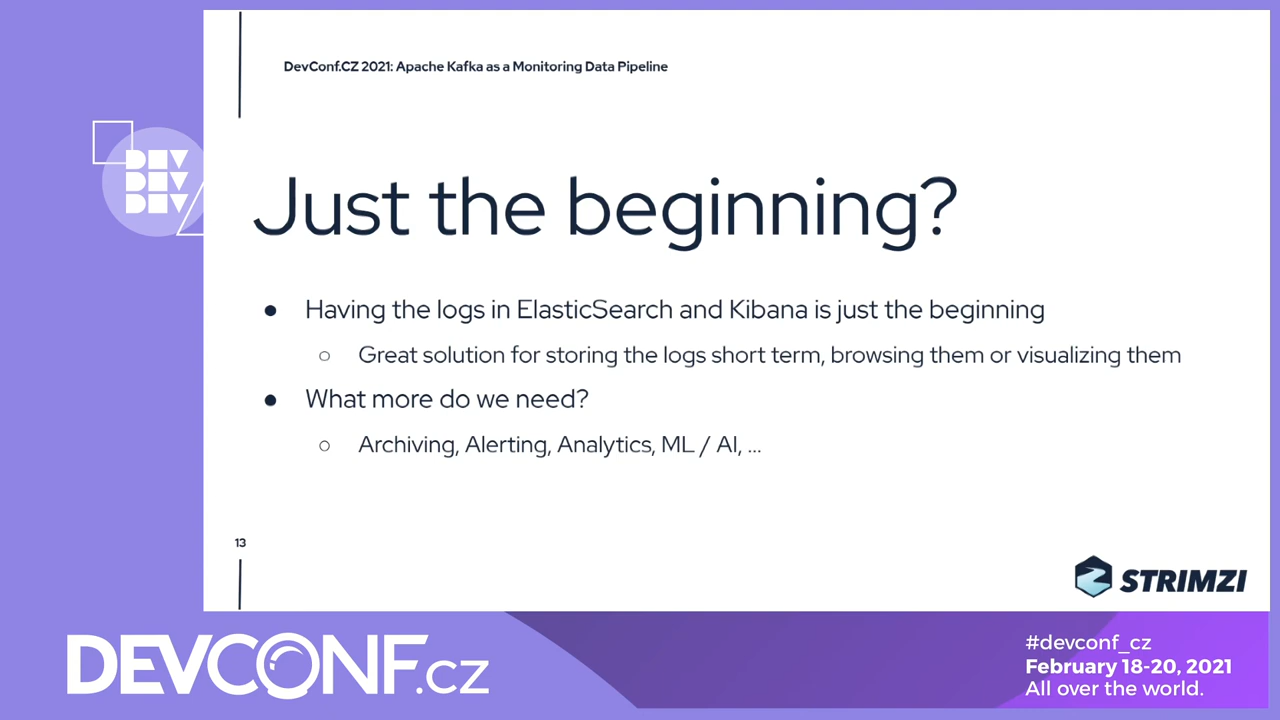 DevConf.CZ 2021: Apache Kafka as a Monitoring Data Pipeline
DEV
DEV
DEV
Just the beginning?
● Having the logs in ElasticSearch and Kibana is just the beginning
○ Great solution for storing the logs short term, browsing them or visualizing them
● What more do we need?
○ Archiving, Alerting, Analytics, ML / AI, ...
13
STRIMZI
DEVCONF.cz
#devconf_cz
February 18-20, 2021
All over the world.